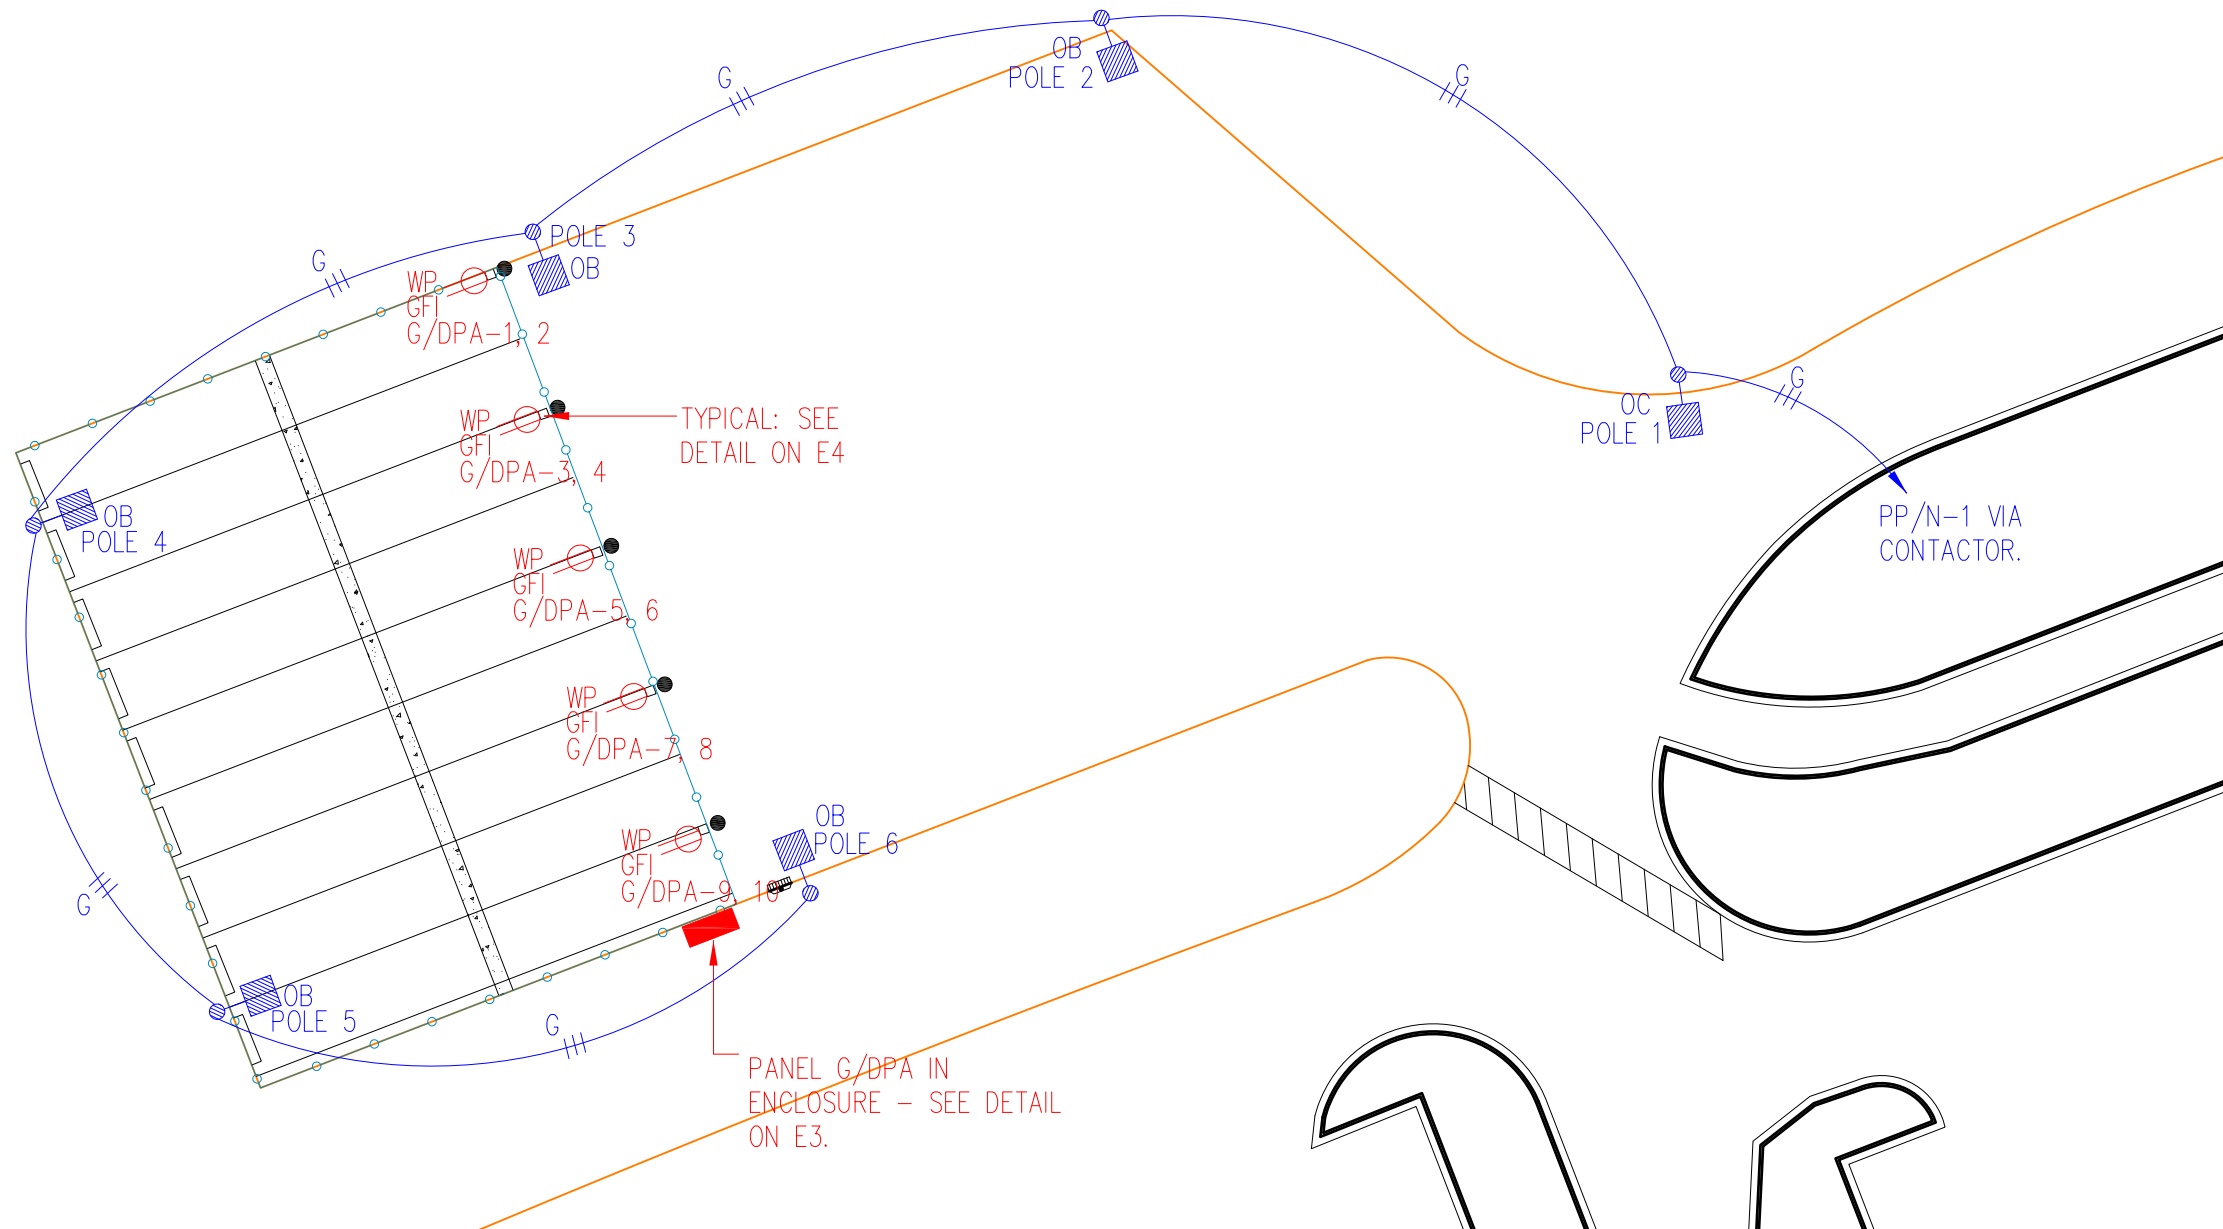 G
OB
POLE 2
G
G
POLE 3
OB
WP
GFI
G/DPA-1, 2
WP
GFI
G/DPA-3, 4
TYPICAL: SEE
DETAIL ON E4
OC
POLE 1
G
PP/N-1 VIA
CONTACTOR.
OB
POLE 4
WP
GFI
G/DPA-5, 6
WP
GFI
G/DPA-7, 8
WP
GFI
G/DPA-9, 10
OB
POLE 6
G
OB
POLE 5
G
PANEL G/DPA IN
ENCLOSURE - SEE DETAIL
ON E3.